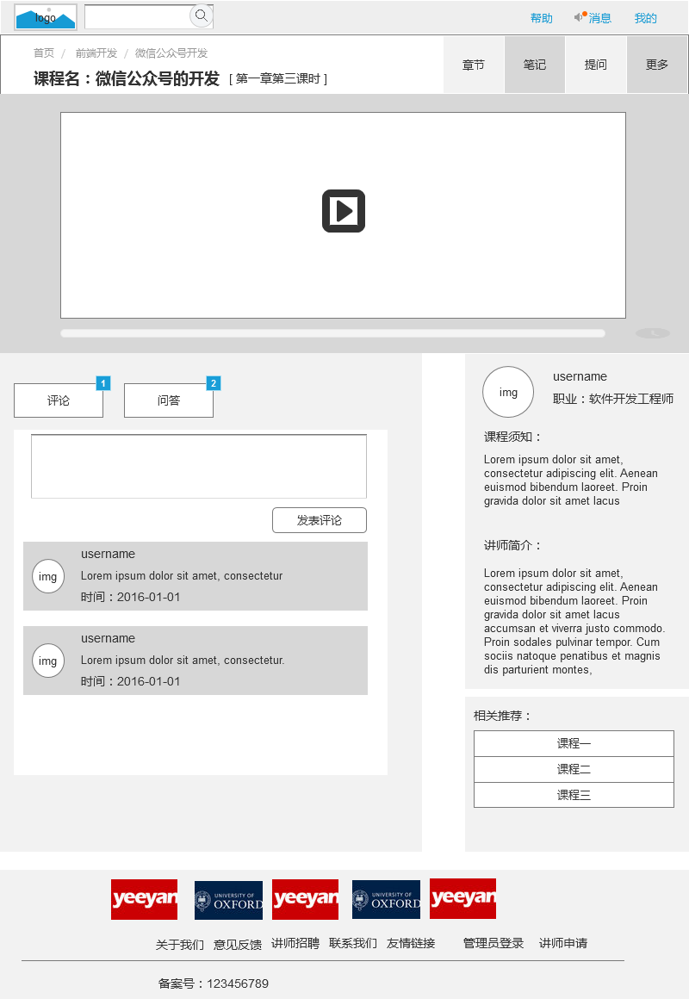 logo
帮助 消息 我的
首页 / 前端开发 / 微信公众号开发
课程名：微信公众号的开发 [ 第一章第三课时 ]
章节 笔记 提问 更多
评论 1 问答 2
发表评论
img
username
Lorem ipsum dolor sit amet, consectetur
时间：2016-01-01
img
username
Lorem ipsum dolor sit amet, consectetur.
时间：2016-01-01
img
username
职业：软件开发工程师
课程须知：
Lorem ipsum dolor sit amet,
consectetur adipiscing elit. Aenean
euismod bibendum laoreet. Proin
gravida dolor sit amet lacus
讲师简介：
Lorem ipsum dolor sit amet,
consectetur adipiscing elit. Aenean
euismod bibendum laoreet. Proin
gravida dolor sit amet lacus
accumsan et viverra justo commodo.
Proin sodales pulvinar tempor. Cum
sociis natoque penatibus et magnis
dis parturient montes,
相关推荐：
课程一
课程二
课程三
yeeyan
UNIVERSITY OF
OXFORD
yeeyan
UNIVERSITY OF
OXFORD
yeeyan
关于我们 意见反馈 讲师招聘 联系我们 友情链接 管理员登录 讲师申请
备案号：123456789